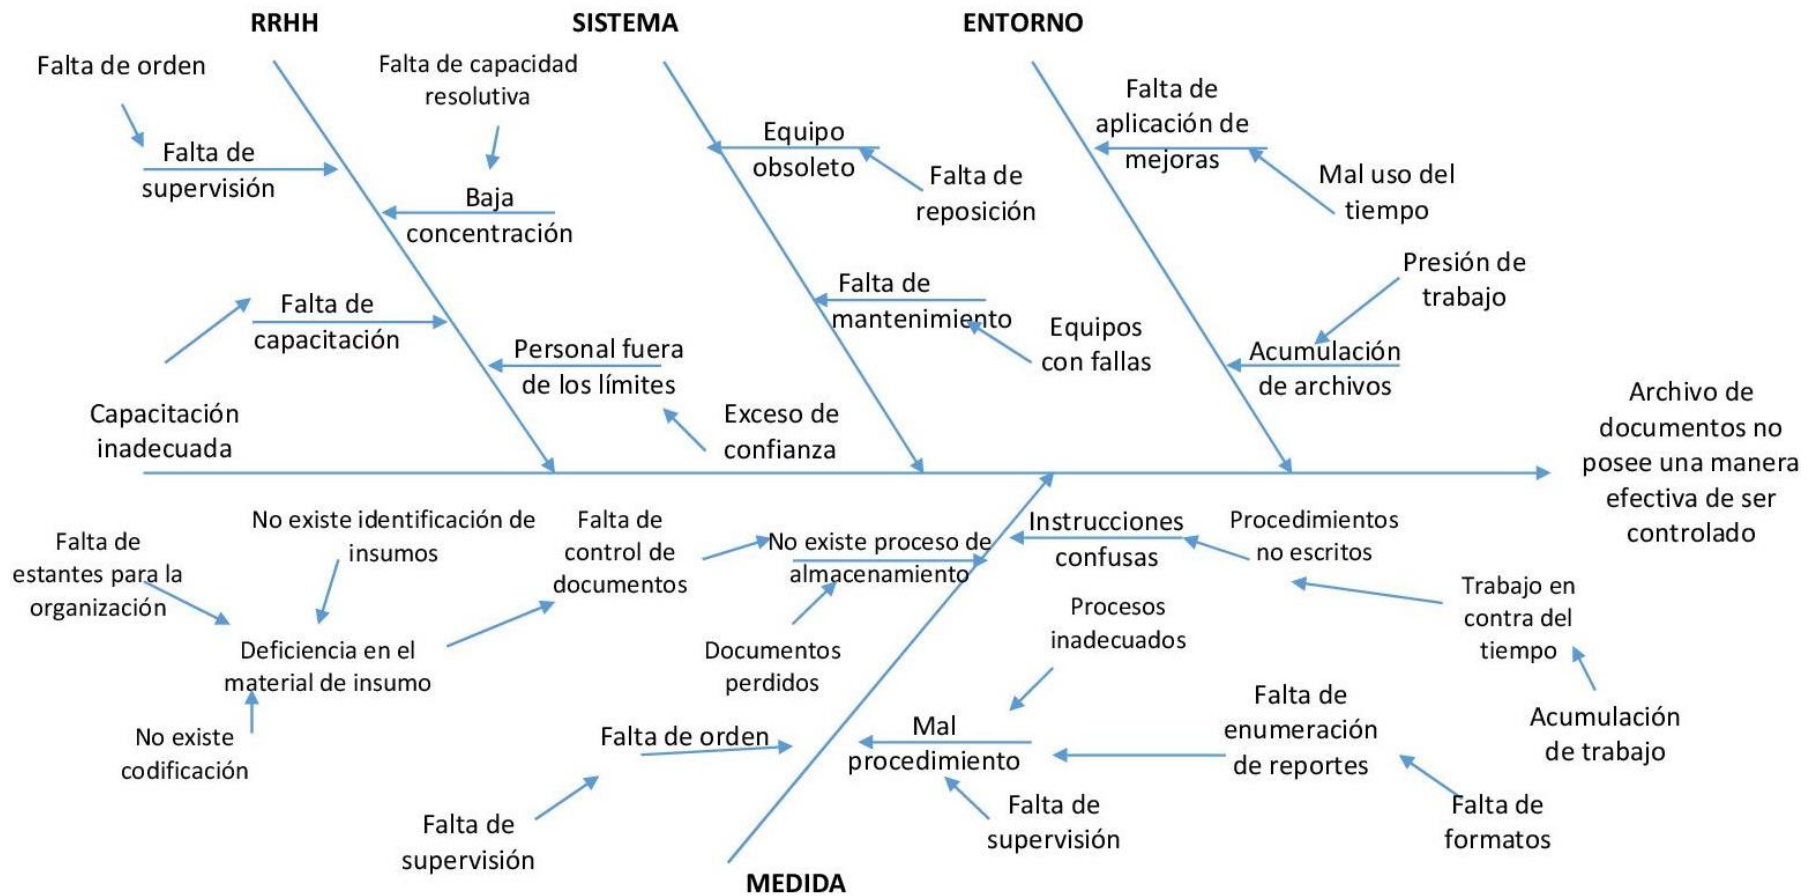 RRHH
SISTEMA
ENTORNO
Falta de orden
Falta de
supervisión
Falta de capacidad
resolutiva
Baja
concentración
Falta de
capacitación
Capacitación
inadecuada
Personal fuera
de los límites
Exceso de
confianza
Equipo
obsoleto
Falta de
reposición
Falta de
mantenimiento
Equipos
con fallas
Falta de
aplicación de
mejoras
Mal uso del
tiempo
Presión de
trabajo
Acumulación
de archivos
Archivo de
documentos no
posee una manera
efectiva de ser
controlado
Falta de
estantes para la
organización
No existe identificación de
insumos
Deficiencia en el
material de insumo
No existe
codificación
Falta de
control de
documentos
No existe proceso de
almacenamiento
Documentos
perdidos
Instrucciones
confusas
Procedimientos
no escritos
Trabajo en
contra del
tiempo
Acumulación
de trabajo
Procesos
inadecuados
Falta de orden
Falta de
supervisión
Mal
procedimiento
Falta de
supervisión
Falta de
enumeración
de reportes
Falta de
formatos
MEDIDA